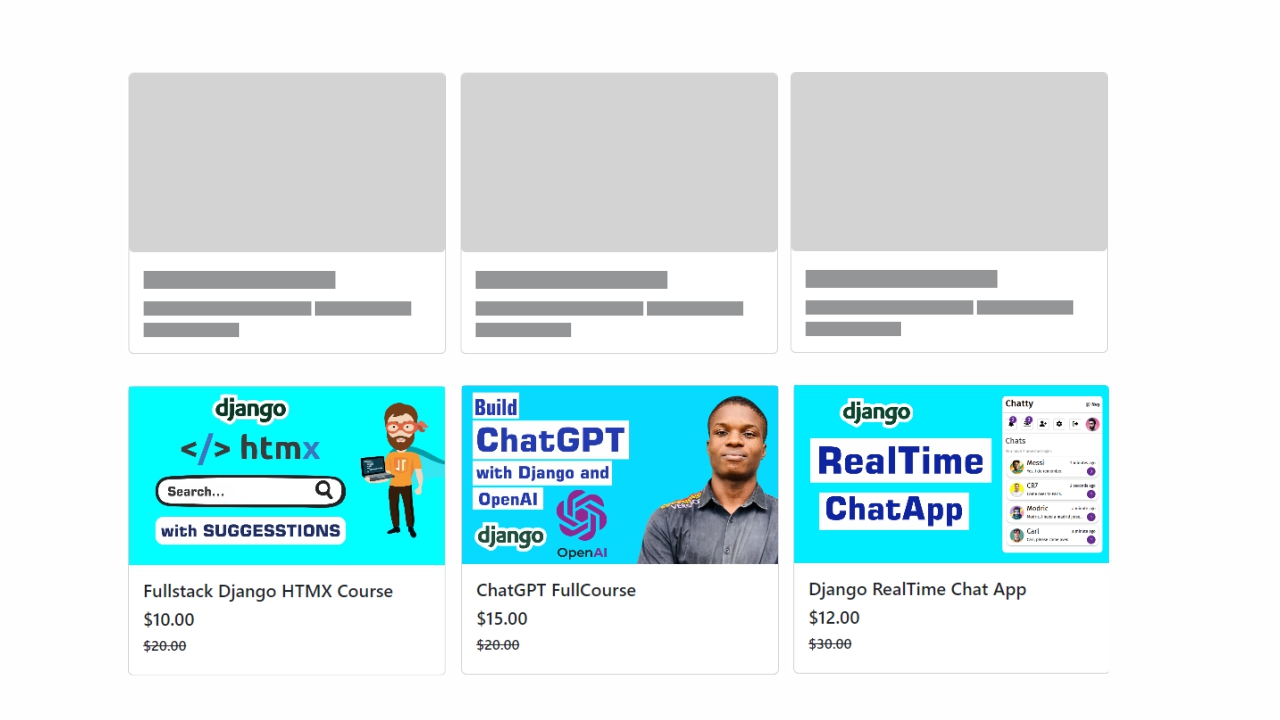 django
</> htmx
Search...
with SUGGESSTIONS
Fullstack Django HTMX Course
$10.00
$20.00
Build
ChatGPT
with Django and
OpenAI
django
OpenAI
ChatGPT FullCourse
$15.00
$20.00
django
RealTime
ChatApp
Chatty
Chats
Messi
CR7
Modric
Carl
Django RealTime Chat App
$12.00
$30.00